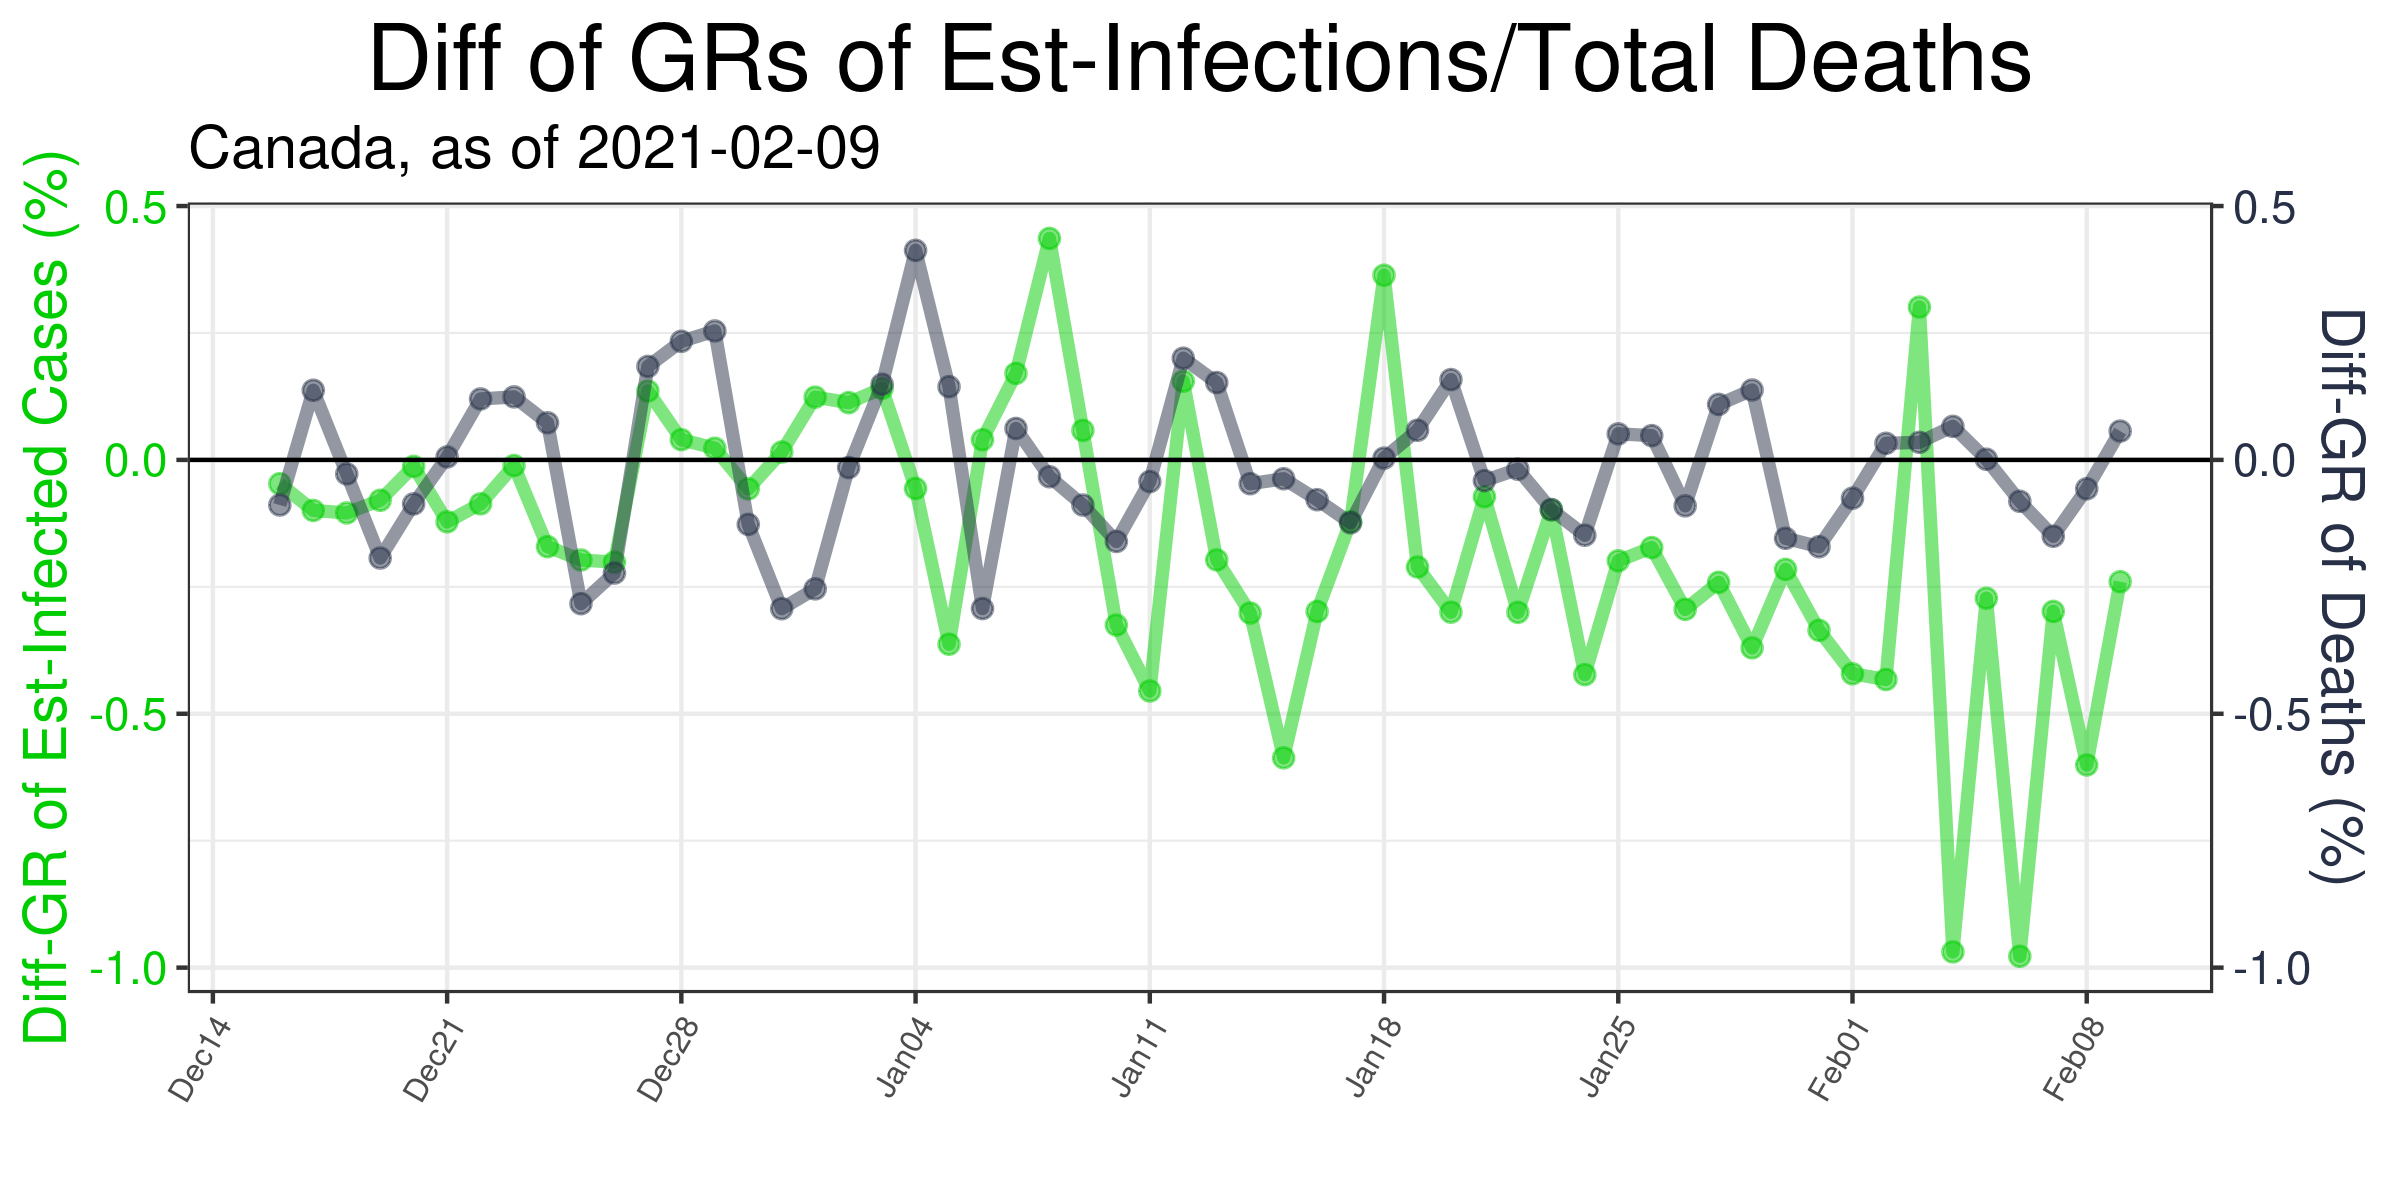 Diff of GRs of Est-Infections/Total Deaths
Canada, as of 2021-02-09
Diff-GR of Est-Infected Cases (%)
0.5
0.0
-0.5
-1.0
0.5
0.0
-0.5
-1.0
Diff-GR of Deaths (%)
Dec14
Dec21
Dec28
Jan04
Jan11
Jan18
Jan25
Feb01
Feb08